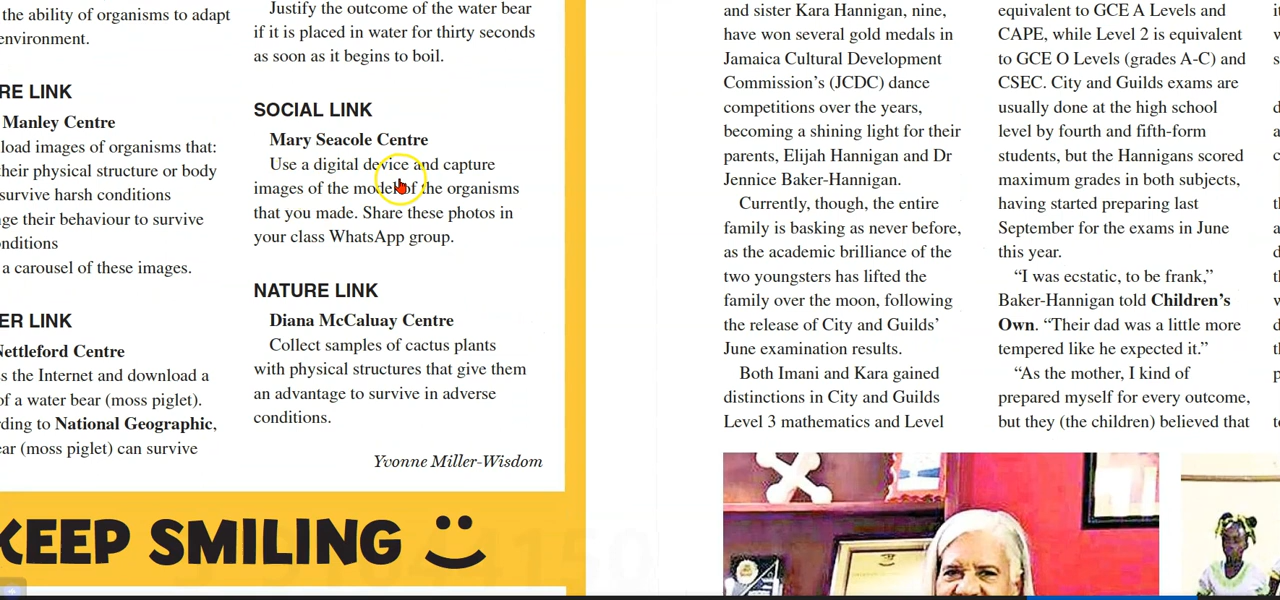 the ability of organisms to adapt
environment.
RE LINK
Manley Centre
load images of organisms that:
their physical structure or body
survive harsh conditions
nge their behaviour to survive
onditions
a carousel of these images.
ER LINK
Nettleford Centre
ss the Internet and download a
of a water bear (moss piglet).
rding to National Geographic,
ear (moss piglet) can survive
Justify the outcome of the water bear
if it is placed in water for thirty seconds
as soon as it begins to boil.
SOCIAL LINK
Mary Seacole Centre
Use a digital device and capture
images of the model of the organisms
that you made. Share these photos in
your class WhatsApp group.
NATURE LINK
Diana McCaluay Centre
Collect samples of cactus plants
with physical structures that give them
an advantage to survive in adverse
conditions.
Yvonne Miller-Wisdom
KEEP SMILING
and sister Kara Hannigan, nine,
have won several gold medals in
Jamaica Cultural Development
Commission’s (JCDC) dance
competitions over the years,
becoming a shining light for their
parents, Elijah Hannigan and Dr
Jennice Baker-Hannigan.
Currently, though, the entire
family is basking as never before,
as the academic brilliance of the
two youngsters has lifted the
family over the moon, following
the release of City and Guilds’
June examination results.
Both Imani and Kara gained
distinctions in City and Guilds
Level 3 mathematics and Level
equivalent to GCE A Levels and
CAPE, while Level 2 is equivalent
to GCE O Levels (grades A-C) and
CSEC. City and Guilds exams are
usually done at the high school
level by fourth and fifth-form
students, but the Hannigans scored
maximum grades in both subjects,
having started preparing last
September for the exams in June
this year.
“I was ecstatic, to be frank,”
Baker-Hannigan told Children’s
Own. “Their dad was a little more
tempered like he expected it.”
“As the mother, I kind of
prepared myself for every outcome,
but they (the children) believed that